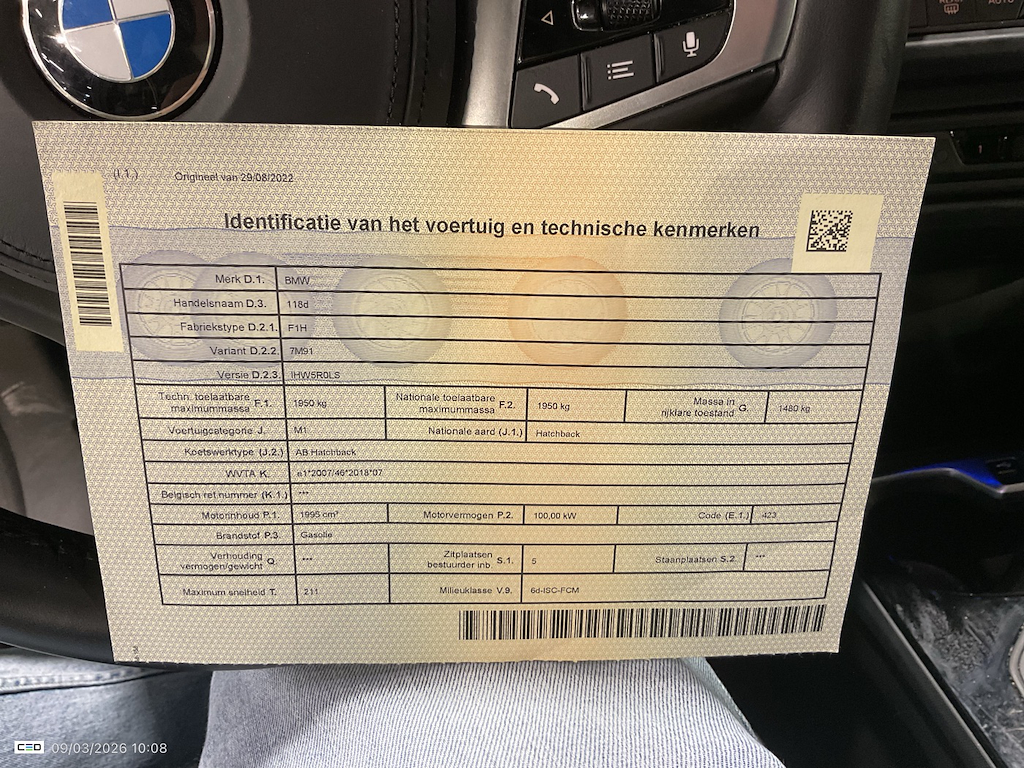 (I.1.) Origineel van 29/08/2022
Identificatie van het voertuig en technische kenmerken
Merk D.1. BMW
Handelsnaam D.3. 118d
Fabriekstype D.2.1. F1H
Variant D.2.2. 7M91
Versie D.2.3. IHW5R0LS
Techn. toelaatbare maximummassa F.1. 1950 kg Nationale toelaatbare maximummassa F.2. 1950 kg Massa in rijklare toestand G. 1480 kg
Voertuigcategorie J. M1 Nationale aard (J.1.) Hatchback
Koetswerktype (J.2.) AB Hatchback
WVTA K. e1*2007/46*2018*07
Belgisch ref.nummer (K.1.) ***
Motorinhoud P.1. 1995 cm³ Motorvermogen P.2. 100,00 kW Code (E.1.) 423
Brandstof P.3. Gasolie
Verhouding vermogen/gewicht Q. *** Zitplaatsen bestuurder inb. S.1. 5 Staanplaatsen S.2. ***
Maximum snelheid T. 211 Milieuklasse V.9. 6d-ISC-FCM
CEO 09/03/2026 10:08